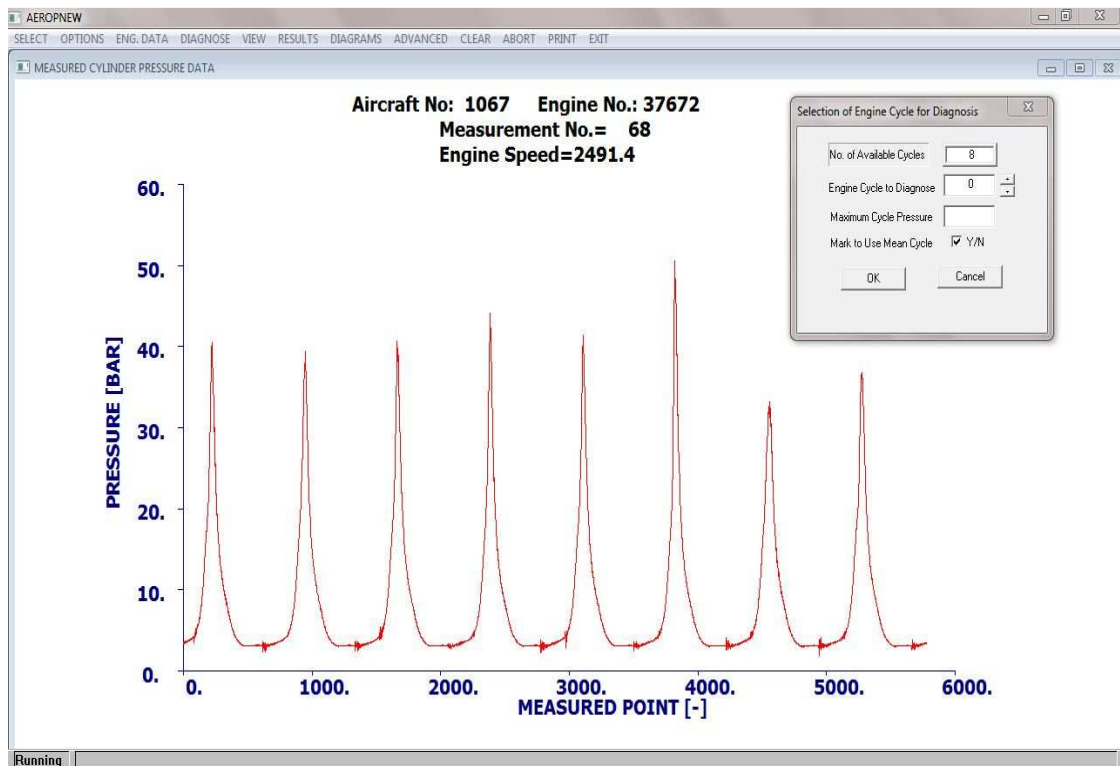 AEROPNEW
SELECT OPTIONS ENG. DATA DIAGNOSE VIEW RESULTS DIAGRAMS ADVANCED CLEAR ABORT PRINT EXIT
MEASURED CYLINDER PRESSURE DATA
Aircraft No: 1067 Engine No.: 37672
Measurement No.= 68
Engine Speed=2491.4
Selection of Engine Cycle for Diagnosis
No. of Available Cycles 8
Engine Cycle to Diagnose 0
Maximum Cycle Pressure
Mark to Use Mean Cycle Y/N
OK Cancel
PRESSURE [BAR]
60.
50.
40.
30.
20.
10.
0.
0. 1000. 2000. 3000. 4000. 5000. 6000.
MEASURED POINT [-]
Running